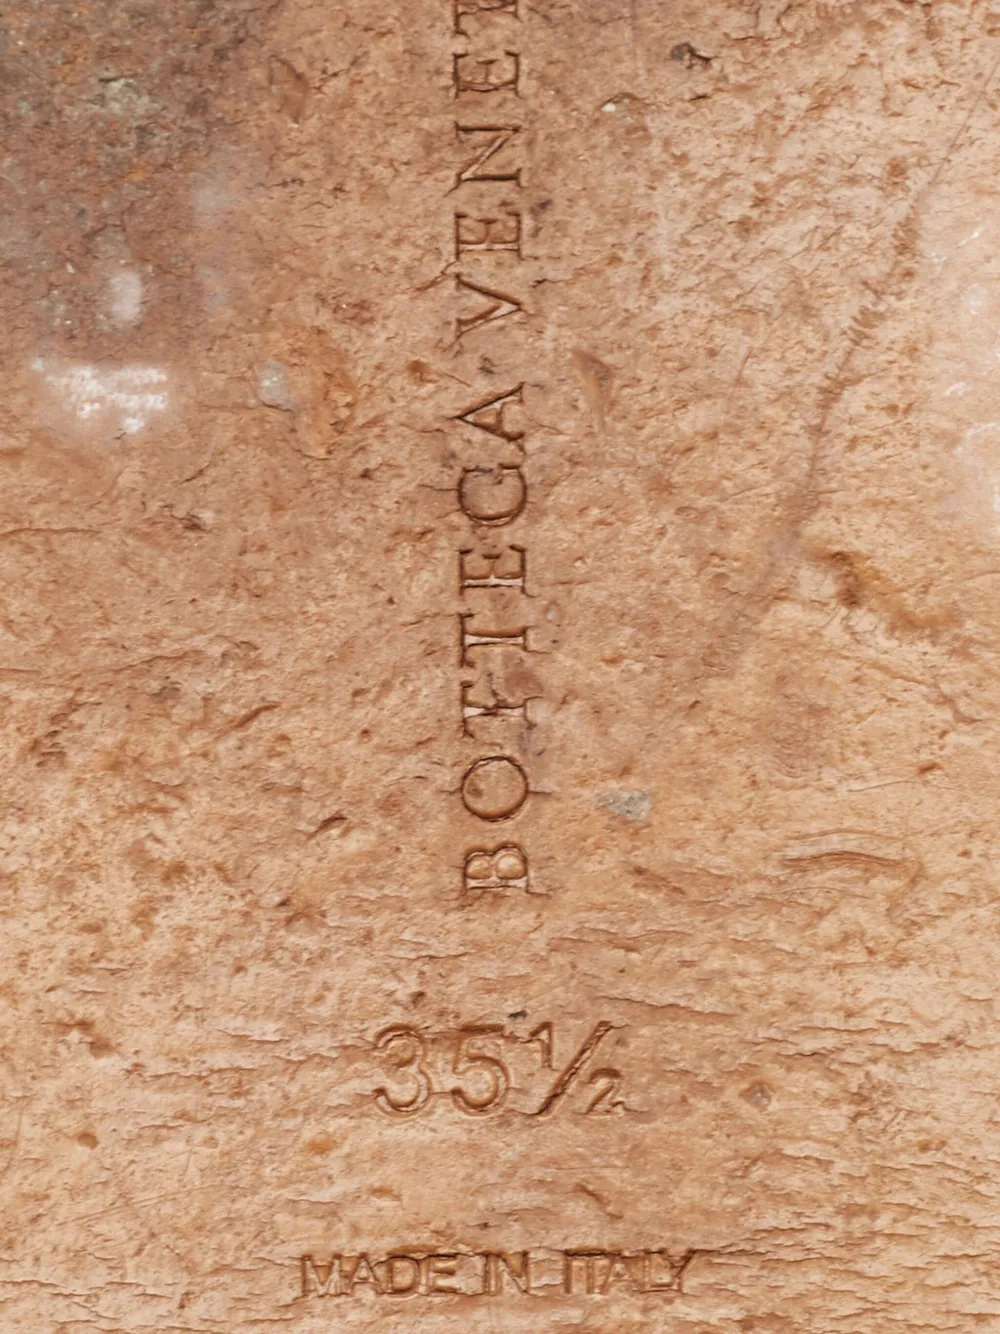 BOTTEGA VENET
35½
MADE IN ITALY